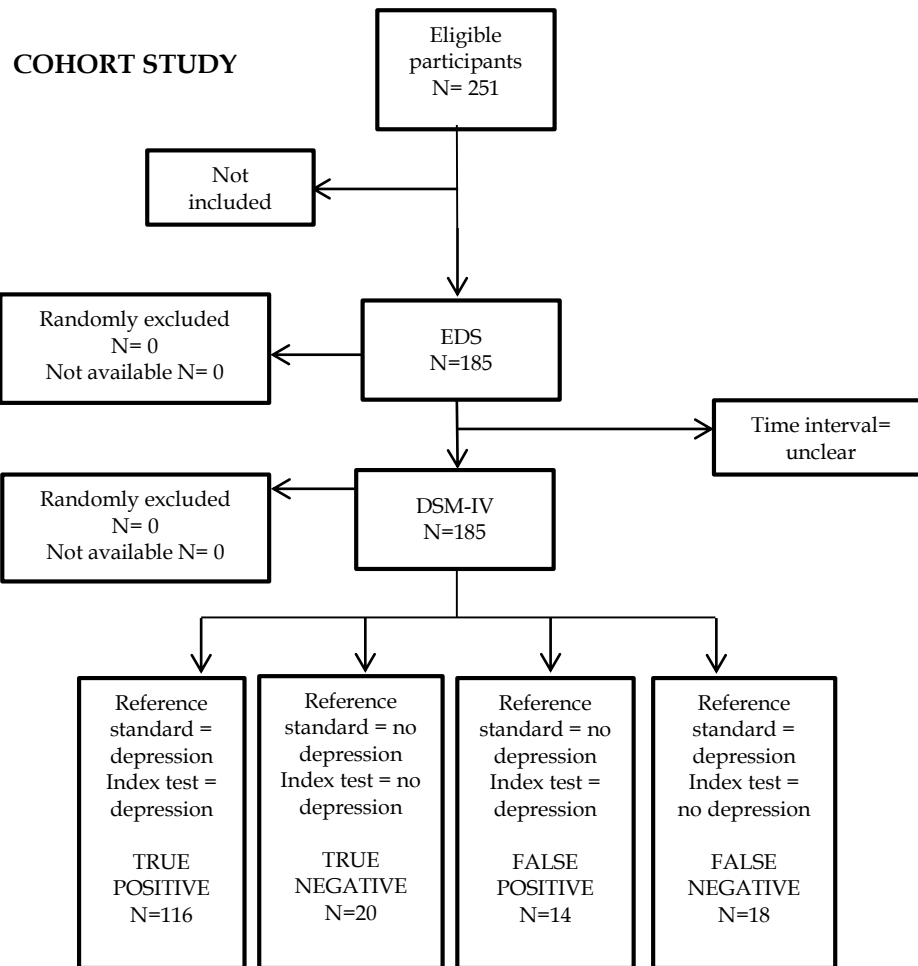 COHORT STUDY
Eligible
participants
N= 251
Not
included
Randomly excluded
N= 0
Not available N= 0
EDS
N=185
Time interval=
unclear
Randomly excluded
N= 0
Not available N= 0
DSM-IV
N=185
Reference
standard =
depression
Index test =
depression
TRUE
POSITIVE
N=116
Reference
standard = no
depression
Index test = no
depression
TRUE
NEGATIVE
N=20
Reference
standard = no
depression
Index test =
depression
FALSE
POSITIVE
N=14
Reference
standard =
depression
Index test =
no depression
FALSE
NEGATIVE
N=18